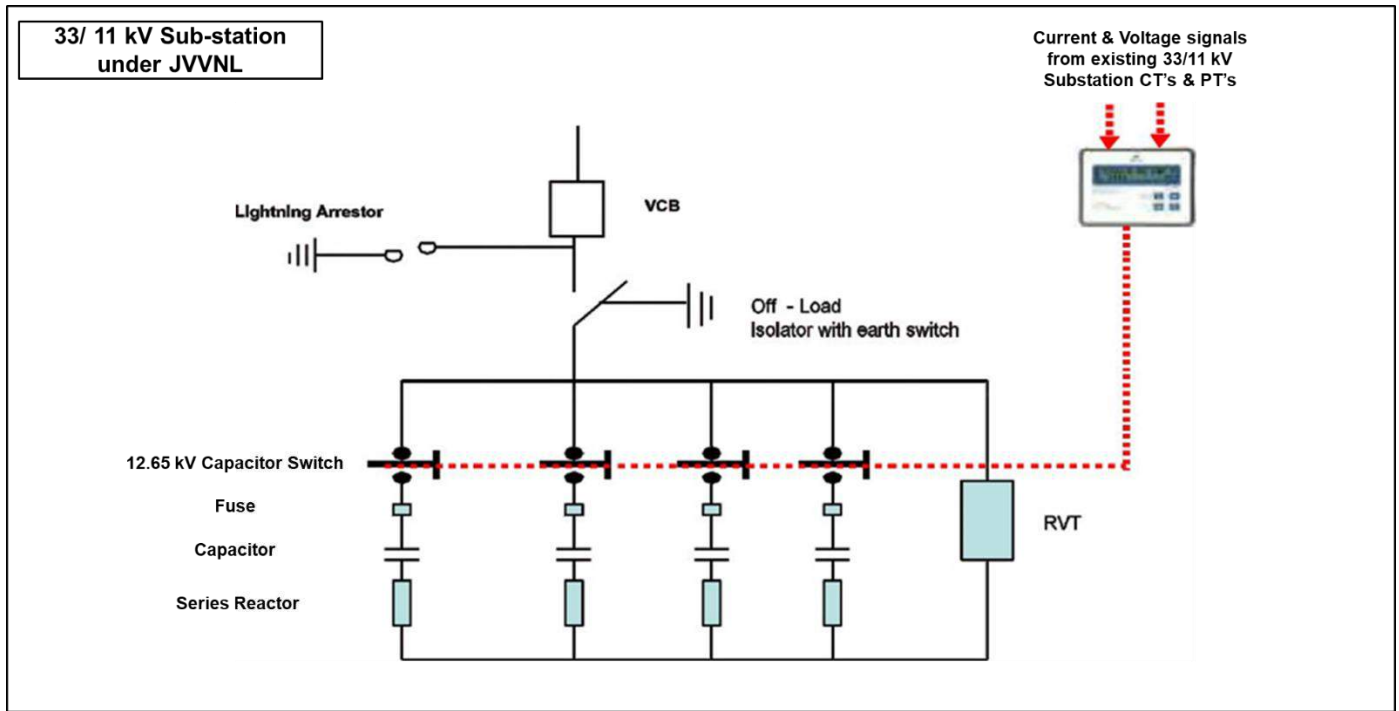 33/ 11 kV Sub-station
under JVVNL
Current & Voltage signals
from existing 33/11 kV
Substation CT's & PT's
Lightning Arrestor
VCB
Off - Load
Isolator with earth switch
12.65 kV Capacitor Switch
Fuse
Capacitor
Series Reactor
RVT